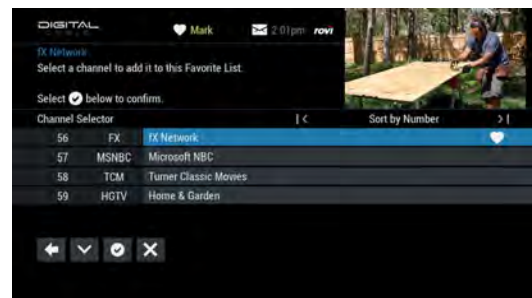 DIGITAL
CABLE
Mark
2:01pm rovi
fX Network
Select a channel to add it to this Favorite List.
Select below to confirm.
Channel Selector
|< Sort by Number >|
56 FX fX Network
57 MSNBC Microsoft NBC
58 TCM Turner Classic Movies
59 HGTV Home & Garden